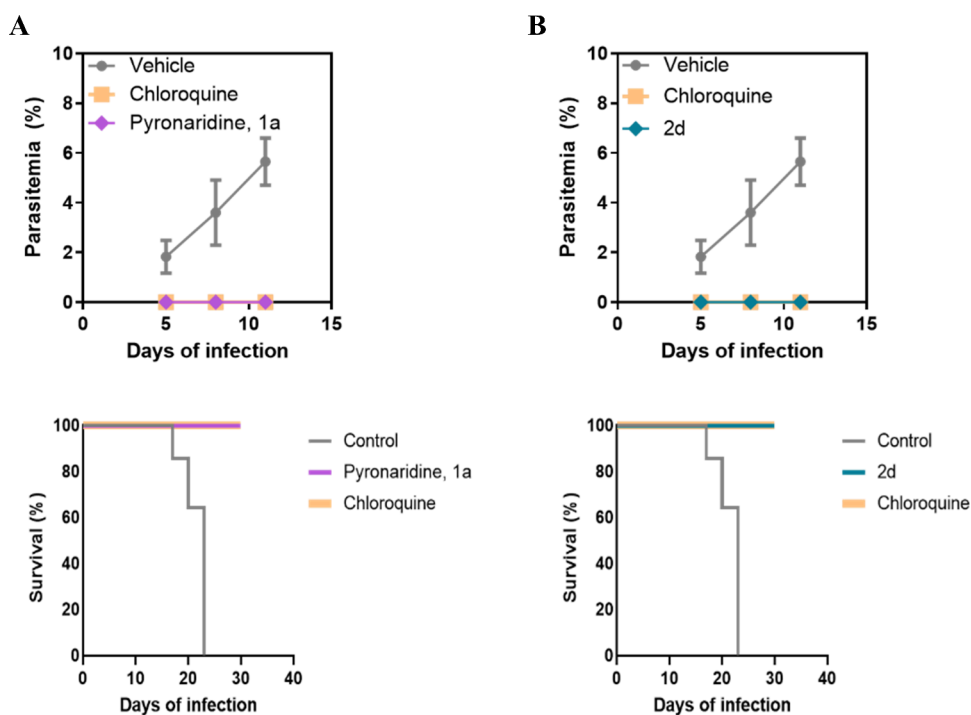 A
Parasitemia (%)
10
8
6
4
2
0
Vehicle
Chloroquine
Pyronaridine, 1a
0 5 10 15
Days of infection
B
Parasitemia (%)
10
8
6
4
2
0
Vehicle
Chloroquine
2d
0 5 10 15
Days of infection
Survival (%)
100
80
60
40
20
0
Control
Pyronaridine, 1a
Chloroquine
0 10 20 30 40
Days of infection
Survival (%)
100
80
60
40
20
0
Control
2d
Chloroquine
0 10 20 30 40
Days of infection